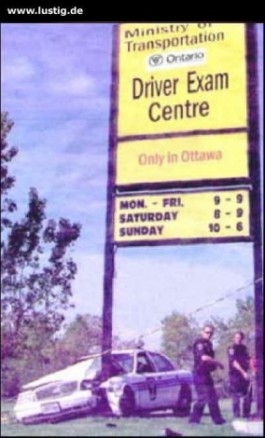 www.lustig.de
Ministry of
Transportation
Ontario
Driver Exam
Centre
Only in Ottawa
MON. - FRI. 9 - 9
SATURDAY 8 - 9
SUNDAY 10 - 6